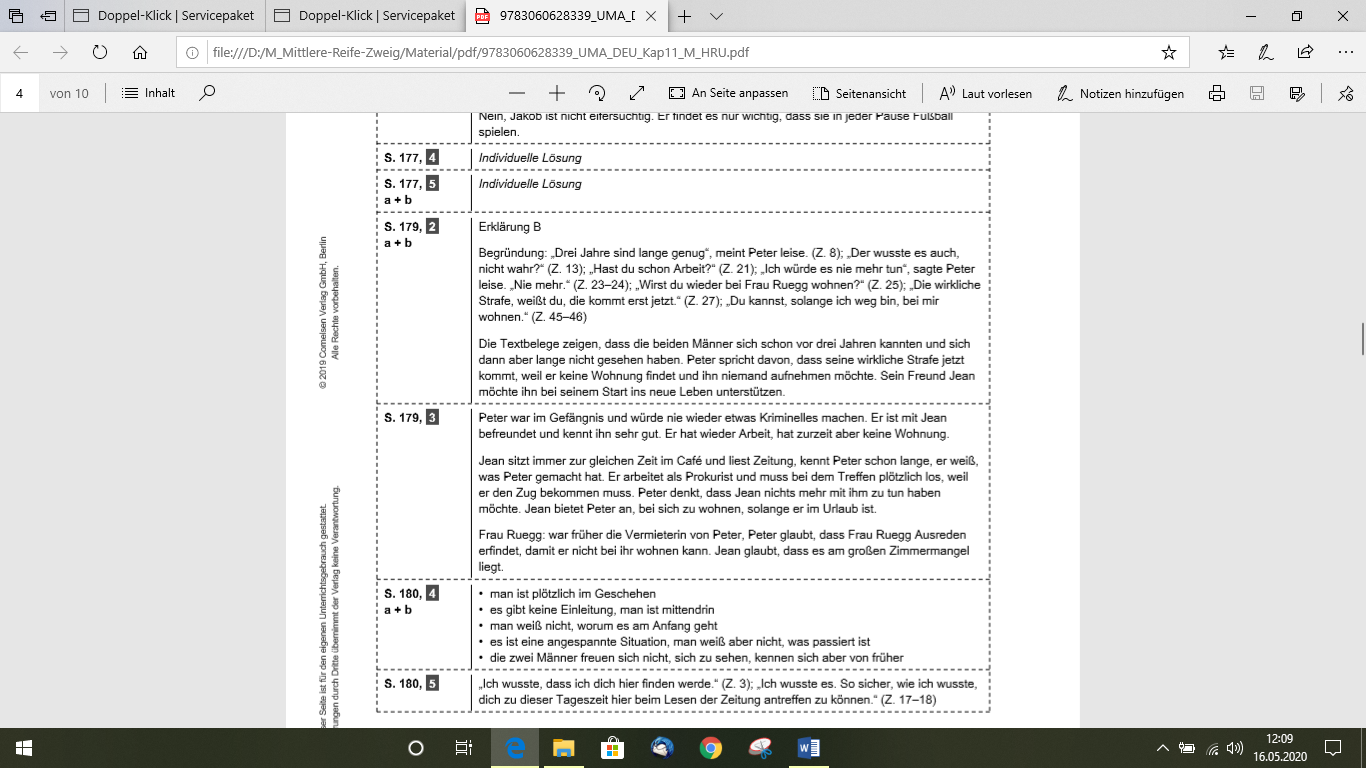 Doppel-Klick | Servicepaket
Doppel-Klick | Servicepaket
9783060628339_UMA_D
file:///D:/M_Mittlere-Reife-Zweig/Material/pdf/9783060628339_UMA_DEU_Kap11_M_HRU.pdf
4 von 10
Inhalt
An Seite anpassen
Seitenansicht
Laut vorlesen
Notizen hinzufügen
Nein, Jakob ist nicht eifersüchtig. Er findet es nur wichtig, dass sie in jeder Pause Fußball
spielen.
S. 177, 4
Individuelle Lösung
S. 177, 5
a + b
Individuelle Lösung
S. 179, 2
a + b
Erklärung B
Begründung: „Drei Jahre sind lange genug“, meint Peter leise. (Z. 8); „Der wusste es auch,
nicht wahr?“ (Z. 13); „Hast du schon Arbeit?“ (Z. 21); „Ich würde es nie mehr tun“, sagte Peter
leise. „Nie mehr.“ (Z. 23–24); „Wirst du wieder bei Frau Ruegg wohnen?“ (Z. 25); „Die wirkliche
Strafe, weißt du, die kommt erst jetzt.“ (Z. 27); „Du kannst, solange ich weg bin, bei mir
wohnen.“ (Z. 45–46)
Die Textbelege zeigen, dass die beiden Männer sich schon vor drei Jahren kannten und sich
dann aber lange nicht gesehen haben. Peter spricht davon, dass seine wirkliche Strafe jetzt
kommt, weil er keine Wohnung findet und ihn niemand aufnehmen möchte. Sein Freund Jean
möchte ihn bei seinem Start ins neue Leben unterstützen.
S. 179, 3
Peter war im Gefängnis und würde nie wieder etwas Kriminelles machen. Er ist mit Jean
befreundet und kennt ihn sehr gut. Er hat wieder Arbeit, hat zurzeit aber keine Wohnung.
Jean sitzt immer zur gleichen Zeit im Café und liest Zeitung, kennt Peter schon lange, er weiß,
was Peter gemacht hat. Er arbeitet als Prokurist und muss bei dem Treffen plötzlich los, weil
er den Zug bekommen muss. Peter denkt, dass Jean nichts mehr mit ihm zu tun haben
möchte. Jean bietet Peter an, bei sich zu wohnen, solange er im Urlaub ist.
Frau Ruegg: war früher die Vermieterin von Peter, Peter glaubt, dass Frau Ruegg Ausreden
erfindet, damit er nicht bei ihr wohnen kann. Jean glaubt, dass es am großen Zimmermangel
liegt.
S. 180, 4
a + b
• man ist plötzlich im Geschehen
• es gibt keine Einleitung, man ist mittendrin
• man weiß nicht, worum es am Anfang geht
• es ist eine angespannte Situation, man weiß aber nicht, was passiert ist
• die zwei Männer freuen sich nicht, sich zu sehen, kennen sich aber von früher
S. 180, 5
„Ich wusste, dass ich dich hier finden werde.“ (Z. 3); „Ich wusste es. So sicher, wie ich wusste,
dich zu dieser Tageszeit hier beim Lesen der Zeitung antreffen zu können.“ (Z. 17–18)
© 2019 Cornelsen Verlag GmbH, Berlin
Alle Rechte vorbehalten.
Seite ist für den eigenen Unterrichtsgebrauch gestattet.
durch Dritte übernimmt der Verlag keine Verantwortung.
12:09
16.05.2020